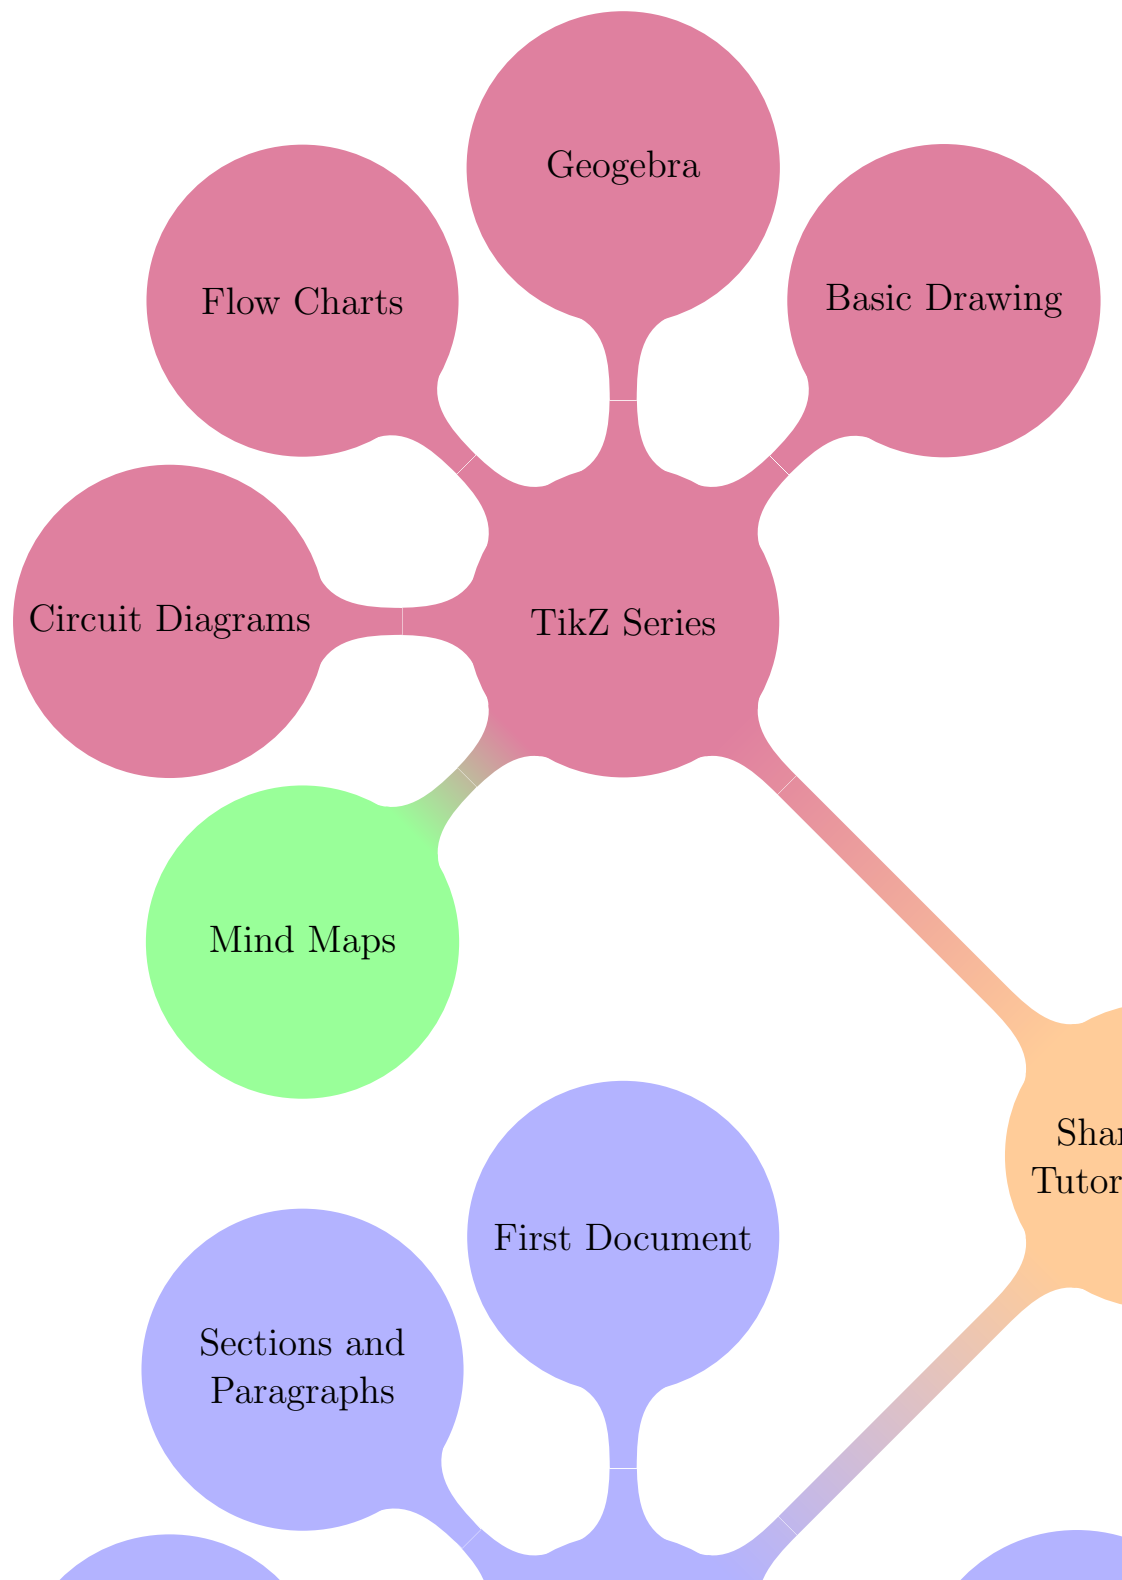 Geogebra
Flow Charts
Basic Drawing
Circuit Diagrams
TikZ Series
Mind Maps
First Document
Sections and
Paragraphs